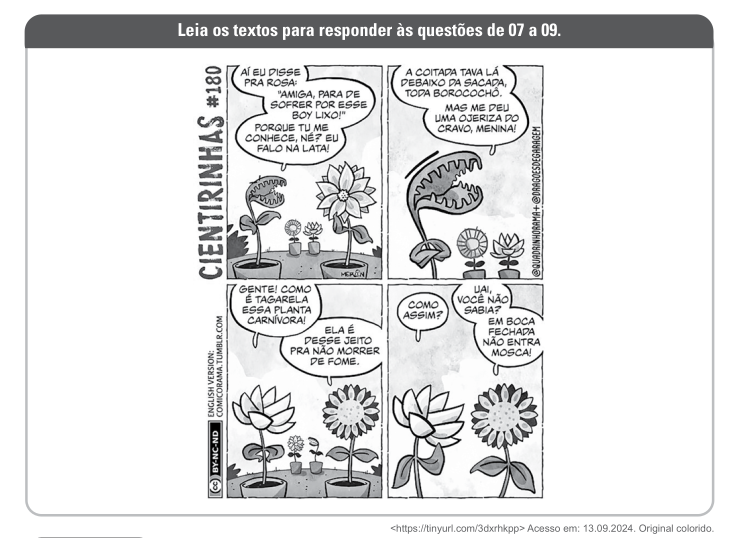 Leia os textos para responder às questões de 07 a 09.
CIENTIRINHAS #180
AÍ EU DISSE
PRA ROSA:
"AMIGA, PARA DE
SOFRER POR ESSE
BOY LIXO!"
PORQUE TU ME
CONHECE, NÉ? EU
FALO NA LATA!
MERLIN
A COITADA TAVA LÁ
DEBAIXO DA SACADA,
TODA BOROCOCHÔ.
MAS ME DEU
UMA OJERIZA DO
CRAVO, MENINA!
@QUADRINHORAMA + @DRAGOESDEGARAGEM
GENTE! COMO
É TAGARELA
ESSA PLANTA
CARNÍVORA!
ELA É
DESSE JEITO
PRA NÃO MORRER
DE FOME.
COMO
ASSIM?
UAI,
VOCÊ NÃO
SABIA?
EM BOCA
FECHADA
NÃO ENTRA
MOSCA!
ENGLISH VERSION:
COMICORAMA.TUMBLR.COM
cc BY-NC-ND
<https://tinyurl.com/3dxrhkpp> Acesso em: 13.09.2024. Original colorido.